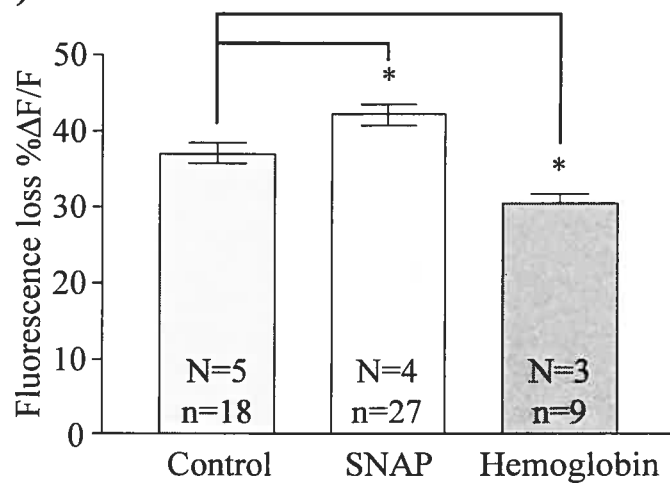 )
Fluorescence loss %ΔF/F
50
40
30
20
10
0
*
*
N=5
n=18
N=4
n=27
N=3
n=9
Control
SNAP
Hemoglobin